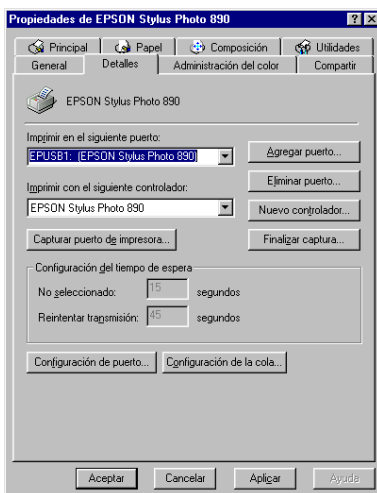 Propiedades de EPSON Stylus Photo 890
Principal Papel Composición Utilidades
General Detalles Administración del color Compartir
EPSON Stylus Photo 890
Imprimir en el siguiente puerto:
EPUSB1: (EPSON Stylus Photo 890) Agregar puerto...
Eliminar puerto...
Imprimir con el siguiente controlador:
EPSON Stylus Photo 890 Nuevo controlador...
Capturar puerto de impresora... Finalizar captura...
Configuración del tiempo de espera
No seleccionado: 15 segundos
Reintentar transmisión: 45 segundos
Configuración de puerto... Configuración de la cola...
Aceptar Cancelar Aplicar Ayuda